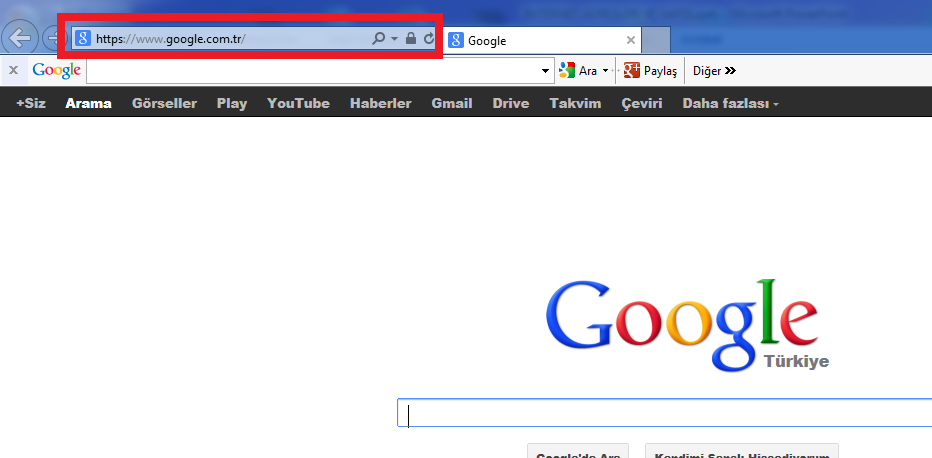 https://www.google.com.tr/
Google
Google Ara Paylaş Diğer
+Siz Arama Görseller Play YouTube Haberler Gmail Drive Takvim Çeviri Daha fazlası
Google
Türkiye
Google'da Ara Kendimi Şanslı Hissediyorum